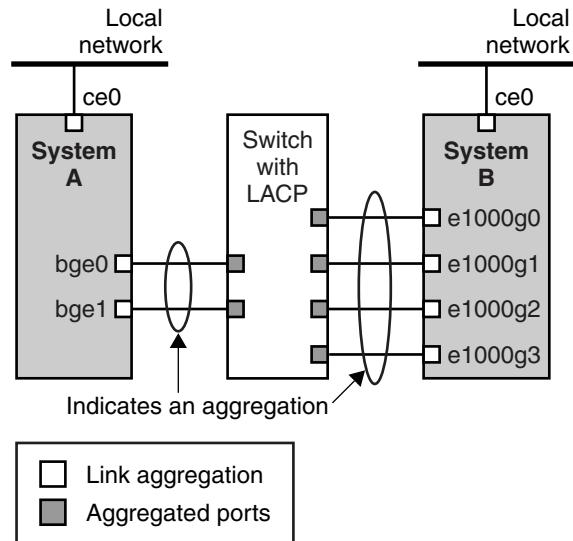 Local
network
Local
network
ce0
ce0
System
A
Switch
with
LACP
System
B
e1000g0
bge0
e1000g1
bge1
e1000g2
e1000g3
Indicates an aggregation
Link aggregation
Aggregated ports